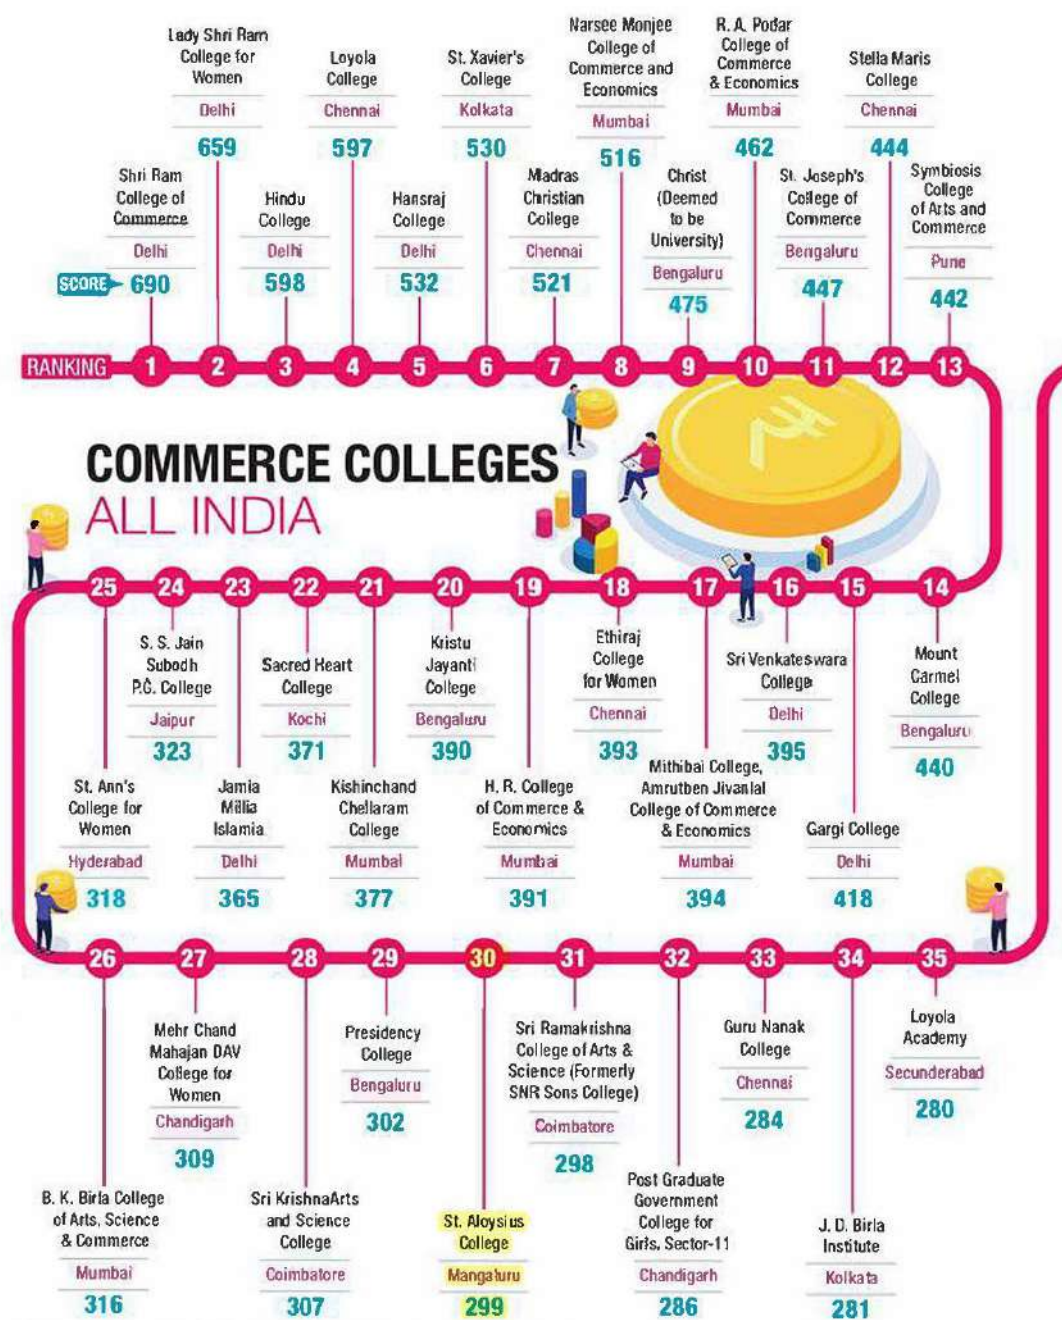 Lady Shri Ram
College for
Women
Delhi
659
Loyola
College
Chennai
597
St. Xavier's
College
Kolkata
530
Narsee Monjee
College of
Commerce and
Economics
Mumbai
516
R. A. Podar
College of
Commerce
& Economics
Mumbai
462
Stella Maris
College
Chennai
444
Shri Ram
College of
Commerce
Delhi
SCORE 690
Hindu
College
Delhi
598
Hansraj
College
Delhi
532
Madras
Christian
College
Chennai
521
Christ
(Deemed
to be
University)
Bengaluru
475
St. Joseph's
College of
Commerce
Bengaluru
447
Symbiosis
College
of Arts and
Commerce
Pune
442
RANKING 1 2 3 4 5 6 7 8 9 10 11 12 13
COMMERCE COLLEGES
ALL INDIA
25 24 23 22 21 20 19 18 17 16 15 14
S. S. Jain
Subodh
P.G. College
Jaipur
323
Sacred Heart
College
Kochi
371
Kristu
Jayanti
College
Bengaluru
390
Ethiraj
College
for Women
Chennai
393
Sri Venkateswara
College
Delhi
395
Mount
Carmel
College
Bengaluru
440
St. Ann's
College for
Women
Hyderabad
318
Jamia
Millia
Islamia
Delhi
365
Kishinchand
Chellaram
College
Mumbai
377
H. R. College
of Commerce &
Economics
Mumbai
391
Mithibai College,
Amrutben Jivanlal
College of Commerce
& Economics
Mumbai
394
Gargi College
Delhi
418
26 27 28 29 30 31 32 33 34 35
Mehr Chand
Mahajan DAV
College for
Women
Chandigarh
309
Presidency
College
Bengaluru
302
Sri Ramakrishna
College of Arts &
Science (Formerly
SNR Sons College)
Coimbatore
298
Guru Nanak
College
Chennai
284
Loyola
Academy
Secunderabad
280
B. K. Birla College
of Arts, Science
& Commerce
Mumbai
316
Sri KrishnaArts
and Science
College
Coimbatore
307
St. Aloysius
College
Mangaluru
299
Post Graduate
Government
College for
Girls, Sector-11
Chandigarh
286
J. D. Birla
Institute
Kolkata
281